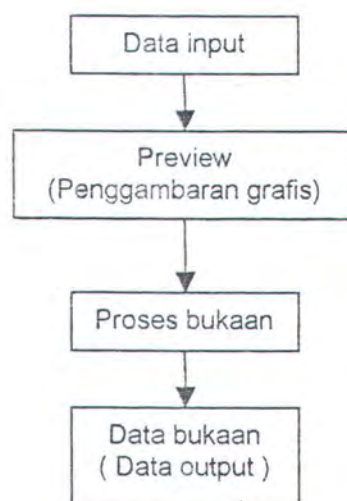 Data input
Preview
(Penggambaran grafis)
Proses bukaan
Data bukaan
( Data output )